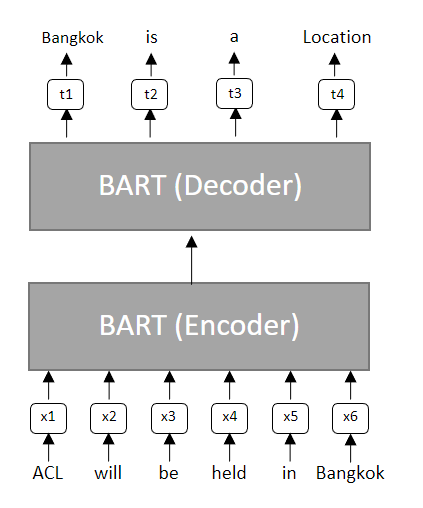 Bangkok is a Location
t1 t2 t3 t4
BART (Decoder)
BART (Encoder)
x1 x2 x3 x4 x5 x6
ACL will be held in Bangkok